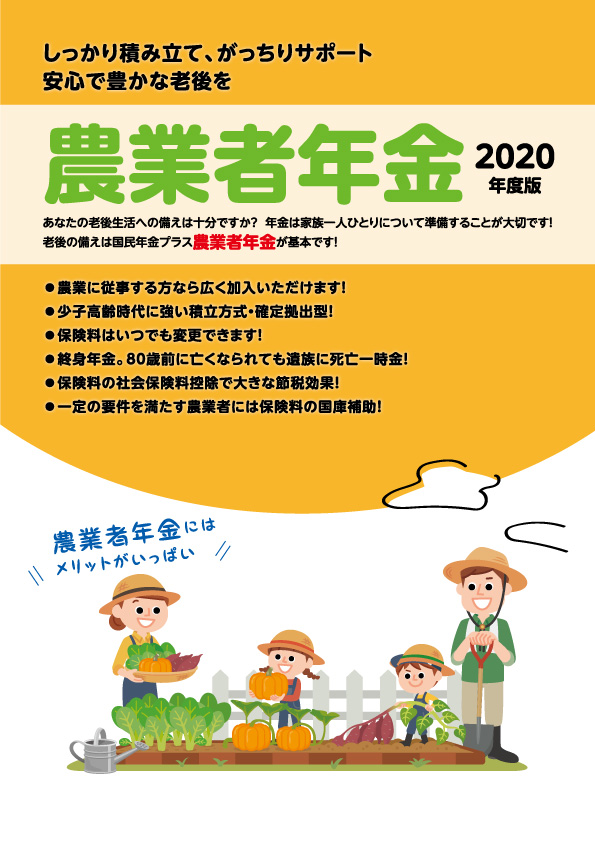 しっかり積み立て、がっちりサポート
安心で豊かな老後を
農業者年金 2020
年度版
あなたの老後生活への備えは十分ですか? 年金は家族一人ひとりについて準備することが大切です!
老後の備えは国民年金プラス農業者年金が基本です!
●農業に従事する方なら広く加入いただけます!
●少子高齢時代に強い積立方式・確定拠出型!
●保険料はいつでも変更できます!
●終身年金。80歳前に亡くなられても遺族に死亡一時金!
●保険料の社会保険料控除で大きな節税効果!
●一定の要件を満たす農業者には保険料の国庫補助!
農業者年金には
メリットがいっぱい